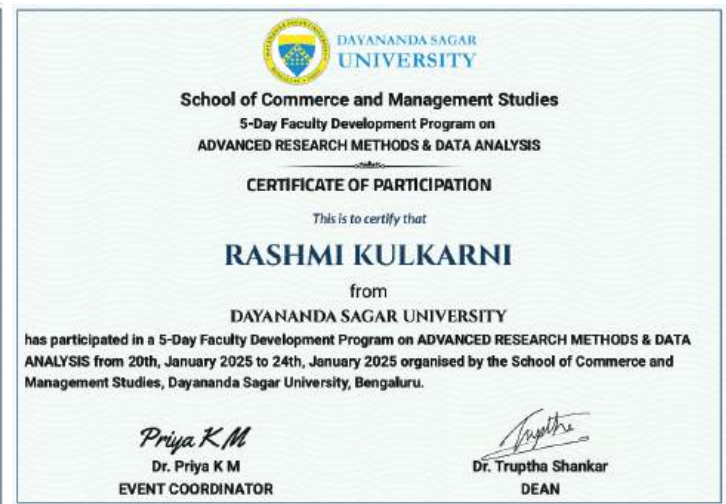 DAYANANDA SAGAR
UNIVERSITY
School of Commerce and Management Studies
5-Day Faculty Development Program on
ADVANCED RESEARCH METHODS & DATA ANALYSIS
CERTIFICATE OF PARTICIPATION
This is to certify that
RASHMI KULKARNI
from
DAYANANDA SAGAR UNIVERSITY
has participated in a 5-Day Faculty Development Program on ADVANCED RESEARCH METHODS & DATA
ANALYSIS from 20th, January 2025 to 24th, January 2025 organised by the School of Commerce and
Management Studies, Dayananda Sagar University, Bengaluru.
Priya K M
Dr. Priya K M
EVENT COORDINATOR
Dr. Truptha Shankar
DEAN